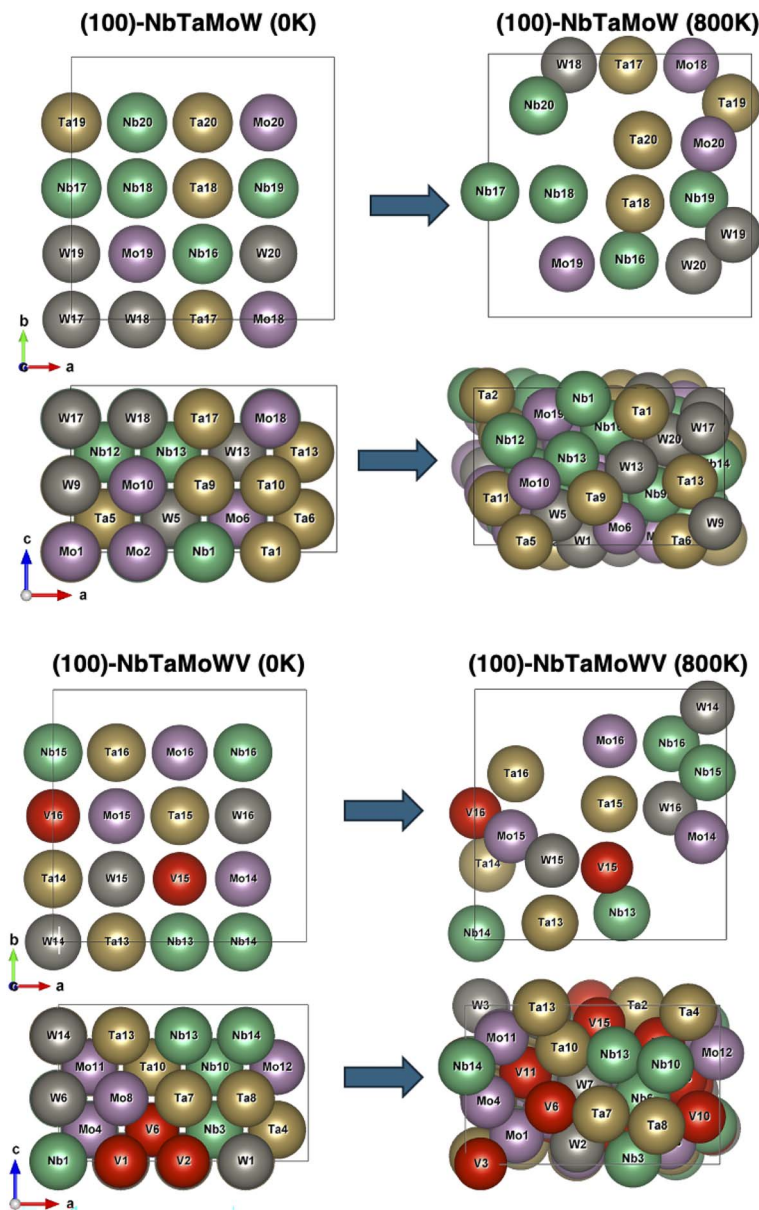 (100)-NbTaMoW (0K)
(100)-NbTaMoW (800K)
Ta19 Nb20 Ta20 Mo20
Nb17 Nb18 Ta18 Nb19
W19 Mo19 Nb16 W20
W17 W18 Ta17 Mo18
b
a
W18 Ta17 Mo18
Nb20 Ta19
Ta20 Mo20
Nb17 Nb18 Ta18 Nb19
W19
Mo19 Nb16 W20
W17 W18 Ta17 Mo18
Nb12 Nb13 W13 Ta13
W9 Mo10 Ta9 Ta10
Ta5 W5 Mo6 Ta6
Mo1 Mo2 Nb1 Ta1
c
a
Ta2 Nb1 Ta1
Mo19 W17
Nb12 W20
Nb13 W13 Nb14
Mo10 Ta13
Ta11 Ta9 Nb9
W5 Mo6 W9
Ta5 W1 Ta6
(100)-NbTaMoWV (0K)
(100)-NbTaMoWV (800K)
Nb15 Ta16 Mo16 Nb16
V16 Mo15 Ta15 W16
Ta14 W15 V15 Mo14
W14 Ta13 Nb13 Nb14
b
a
W14
Mo16 Nb16
Ta16 Nb15
V16 Ta15 W16
Mo15 Mo14
Ta14 W15 V15
Nb14 Ta13 Nb13
W14 Ta13 Nb13 Nb14
Mo11 Ta10 Nb10 Mo12
W6 Mo8 Ta7 Ta8
Mo4 V6 Nb3 Ta4
Nb1 V1 V2 W1
c
a
W3 Ta13 Ta2 Ta4
Mo11 V15
Ta10 Nb13 Nb10 Mo12
Nb14 V11 W7
Mo4 V6 Nb6
Ta7 Ta8 V10
Mo1 W2
V3 Nb3